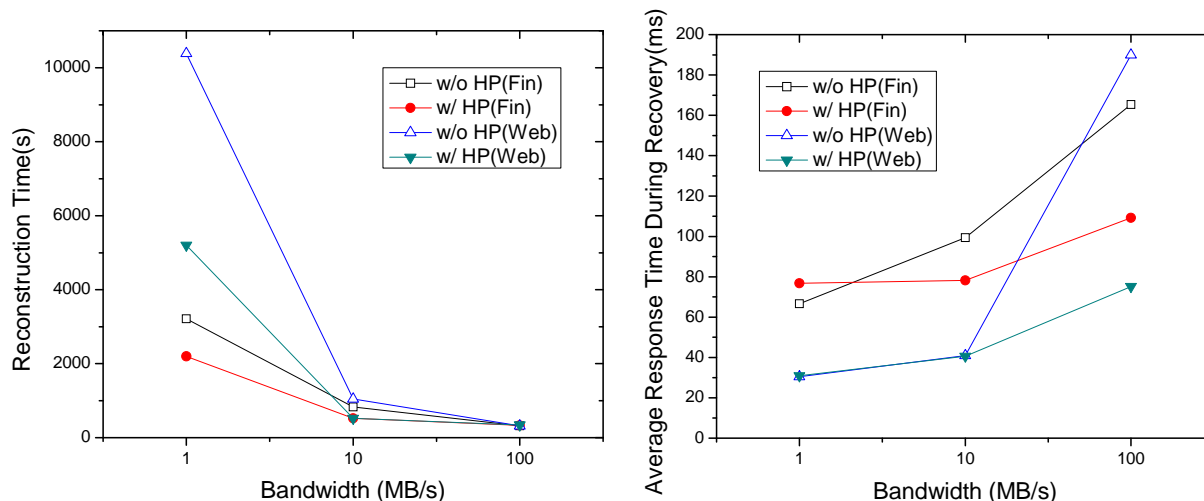 Reconstruction Time(s)
10000
8000
6000
4000
2000
0
w/o HP(Fin)
w/ HP(Fin)
w/o HP(Web)
w/ HP(Web)
1
10
100
Bandwidth (MB/s)
Average Response Time During Recovery(ms)
200
180
160
140
120
100
80
60
40
20
0
w/o HP(Fin)
w/ HP(Fin)
w/o HP(Web)
w/ HP(Web)
1
10
100
Bandwidth (MB/s)